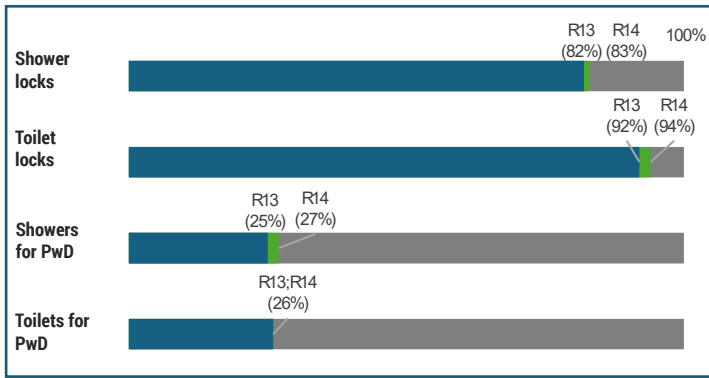 R13 R14 100%
Shower (82%) (83%)
locks
R13 R14
Toilet (92%) (94%)
locks
R13 R14
Showers (25%) (27%)
for PwD
R13;R14
(26%)
Toilets for
PwD